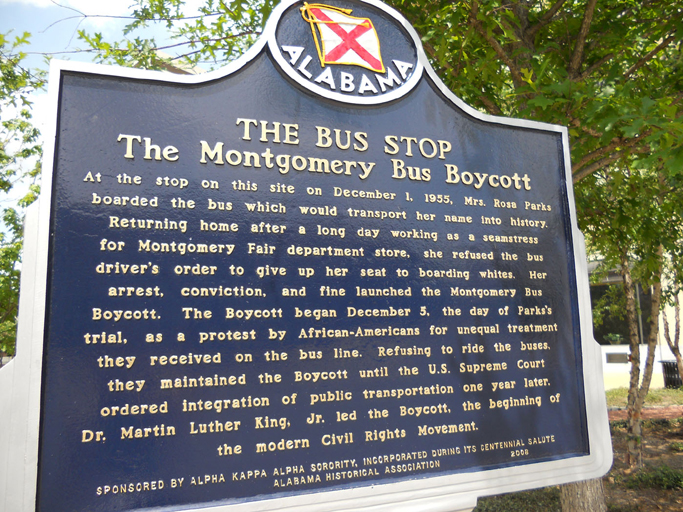 ALABAMA
THE BUS STOP
The Montgomery Bus Boycott
At the stop on this site on December 1, 1955, Mrs. Rosa Parks
boarded the bus which would transport her name into history.
Returning home after a long day working as a seamstress
for Montgomery Fair department store, she refused the bus
driver's order to give up her seat to boarding whites. Her
arrest, conviction, and fine launched the Montgomery Bus
Boycott. The Boycott began December 5, the day of Parks's
trial, as a protest by African-Americans for unequal treatment
they received on the bus line. Refusing to ride the buses,
they maintained the Boycott until the U.S. Supreme Court
ordered integration of public transportation one year later.
Dr. Martin Luther King, Jr. led the Boycott, the beginning of
the modern Civil Rights Movement.
SPONSORED BY ALPHA KAPPA ALPHA SORORITY, INCORPORATED DURING ITS CENTENNIAL SALUTE
ALABAMA HISTORICAL ASSOCIATION 2008